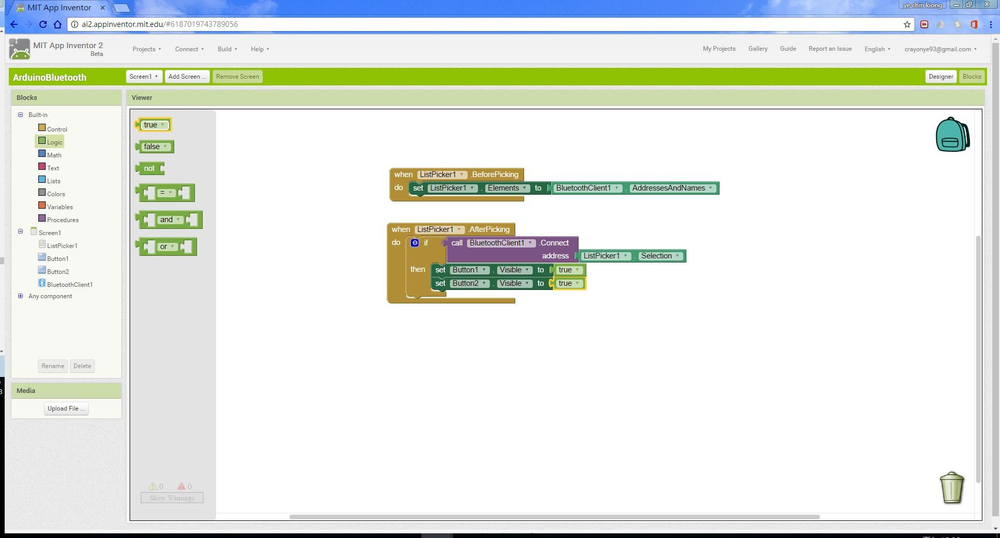 MIT App Inventor
ye chin kiong
ai2.appinventor.mit.edu/#6187019743789056
MIT App Inventor 2
Beta
Projects Connect Build Help
My Projects Gallery Guide Report an Issue English crayonye93@gmail.com
ArduinoBluetooth
Screen1 Add Screen ... Remove Screen
Designer Blocks
Blocks
Built-in
Control
Logic
Math
Text
Lists
Colors
Variables
Procedures
Screen1
ListPicker1
Button1
Button2
BluetoothClient1
Any component
Rename Delete
Media
Upload File ...
Viewer
true
false
not
=
and
or
0 0
Show Warnings
when ListPicker1 .BeforePicking
do set ListPicker1 . Elements to BluetoothClient1 . AddressesAndNames
when ListPicker1 .AfterPicking
do if call BluetoothClient1 .Connect
address ListPicker1 . Selection
then set Button1 . Visible to true
set Button2 . Visible to true